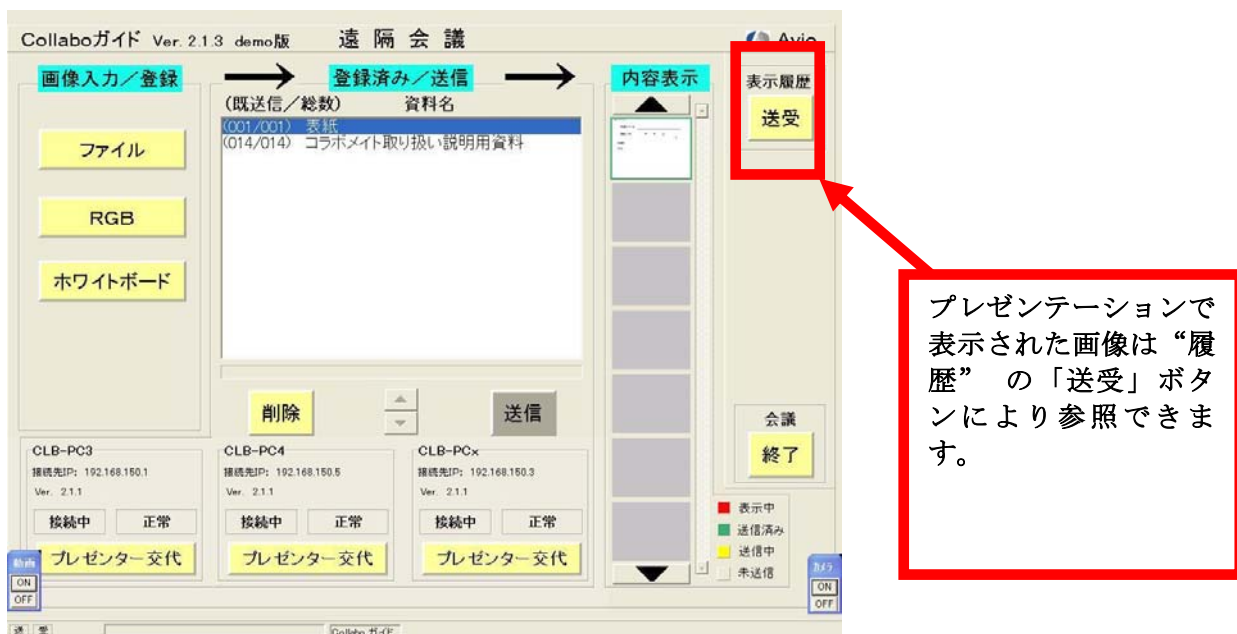 Collaboガイド Ver. 2.1.3 demo版 遠隔会議 Avio
画像入力／登録
登録済み／送信
内容表示
表示履歴
送受
(既送信／総数) 資料名
(001/001) 表紙
(014/014) コラボメイト取り扱い説明用資料
ファイル
RGB
ホワイトボード
削除
送信
会議
終了
CLB-PC3
接続先IP: 192.168.150.1
Ver. 2.1.1
接続中 正常
プレゼンター交代
CLB-PC4
接続先IP: 192.168.150.5
Ver. 2.1.1
接続中 正常
プレゼンター交代
CLB-PCx
接続先IP: 192.168.150.3
Ver. 2.1.1
接続中 正常
プレゼンター交代
表示中
送信済み
送信中
未送信
動画
ON
OFF
カメラ
ON
OFF
送 受
Collabo ガイド
プレゼンテーションで
表示された画像は“履
歴” の「送受」ボタ
ンにより参照できま
す。